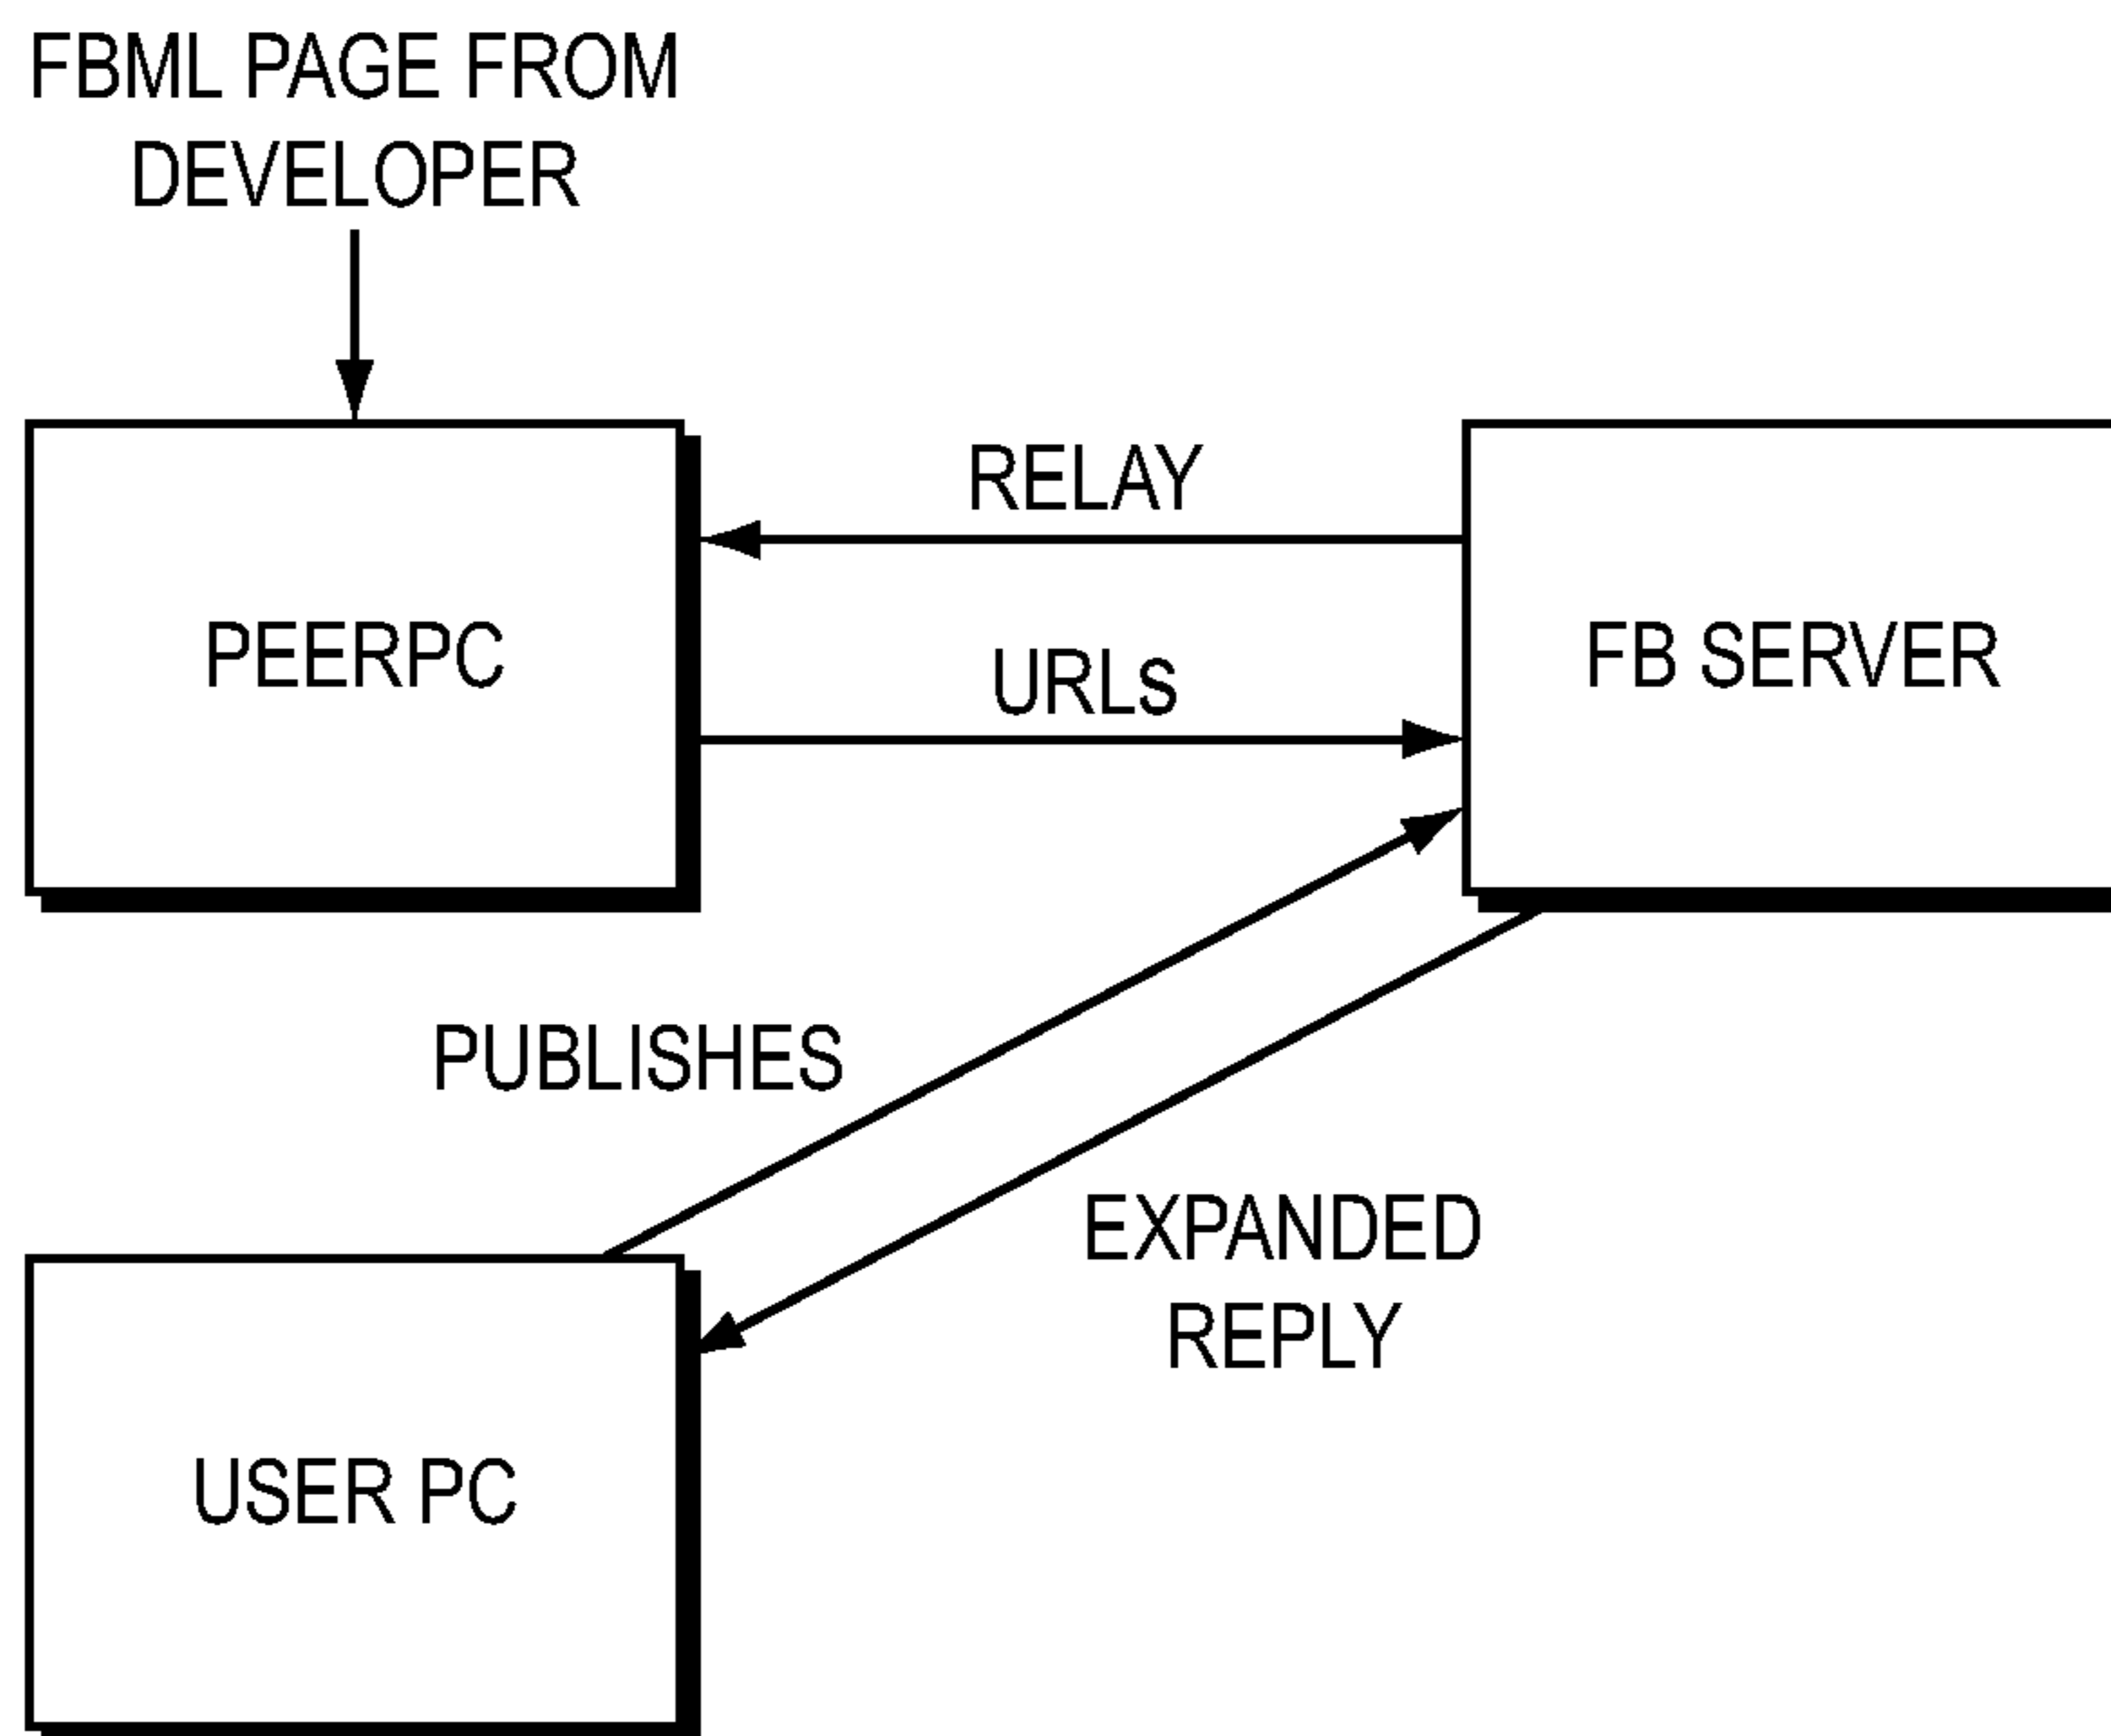 FBML PAGE FROM
DEVELOPER
RELAY
PEERPC
FB SERVER
URLs
PUBLISHES
EXPANDED
REPLY
USER PC